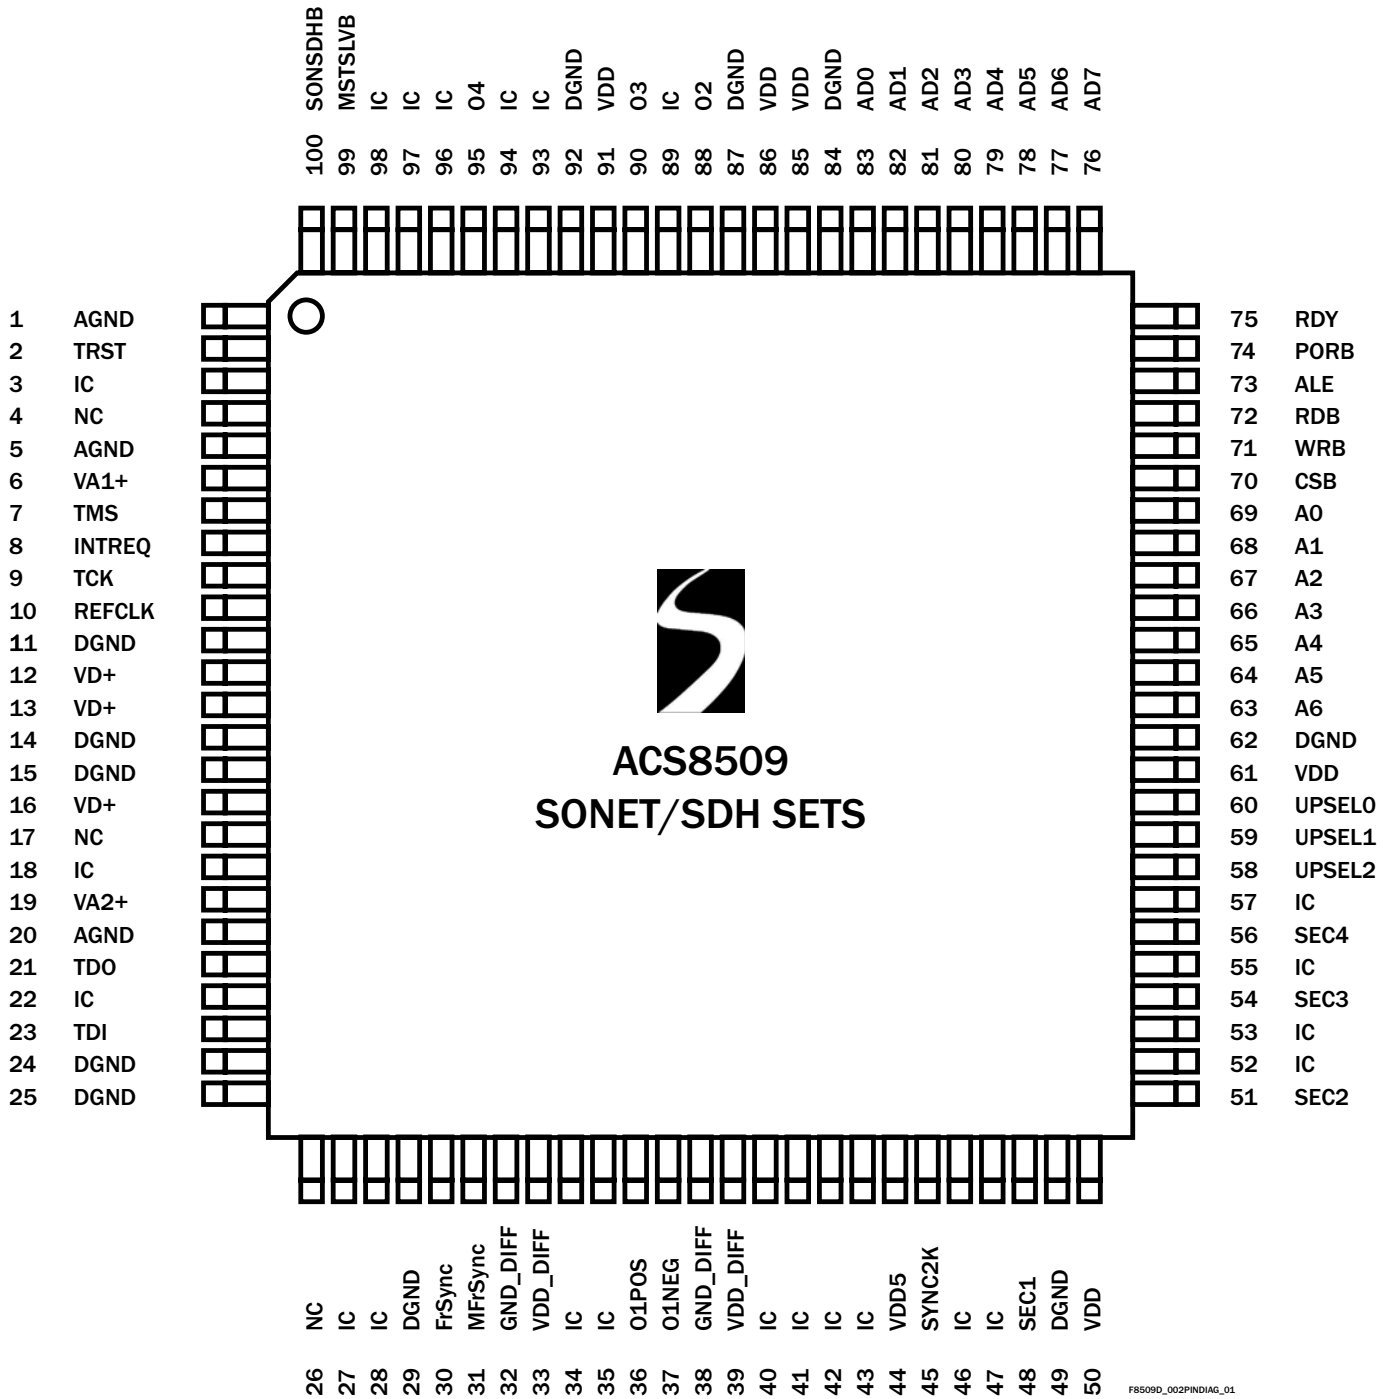 100 SONSDHB
99 MSTSLVB
98 IC
97 IC
96 IC
95 O4
94 IC
93 IC
92 DGND
91 VDD
90 O3
89 IC
88 O2
87 DGND
86 VDD
85 VDD
84 DGND
83 AD0
82 AD1
81 AD2
80 AD3
79 AD4
78 AD5
77 AD6
76 AD7
1 AGND
2 TRST
3 IC
4 NC
5 AGND
6 VA1+
7 TMS
8 INTREQ
9 TCK
10 REFCLK
11 DGND
12 VD+
13 VD+
14 DGND
15 DGND
16 VD+
17 NC
18 IC
19 VA2+
20 AGND
21 TDO
22 IC
23 TDI
24 DGND
25 DGND
ACS8509
SONET/SDH SETS
75 RDY
74 PORB
73 ALE
72 RDB
71 WRB
70 CSB
69 A0
68 A1
67 A2
66 A3
65 A4
64 A5
63 A6
62 DGND
61 VDD
60 UPSEL0
59 UPSEL1
58 UPSEL2
57 IC
56 SEC4
55 IC
54 SEC3
53 IC
52 IC
51 SEC2
26 NC
27 IC
28 IC
29 DGND
30 FrSync
31 MFrSync
32 GND_DIFF
33 VDD_DIFF
34 IC
35 IC
36 O1POS
37 O1NEG
38 GND_DIFF
39 VDD_DIFF
40 IC
41 IC
42 IC
43 IC
44 VDD5
45 SYNC2K
46 IC
47 IC
48 SEC1
49 DGND
50 VDD
F8509D_002PINDIAG_01